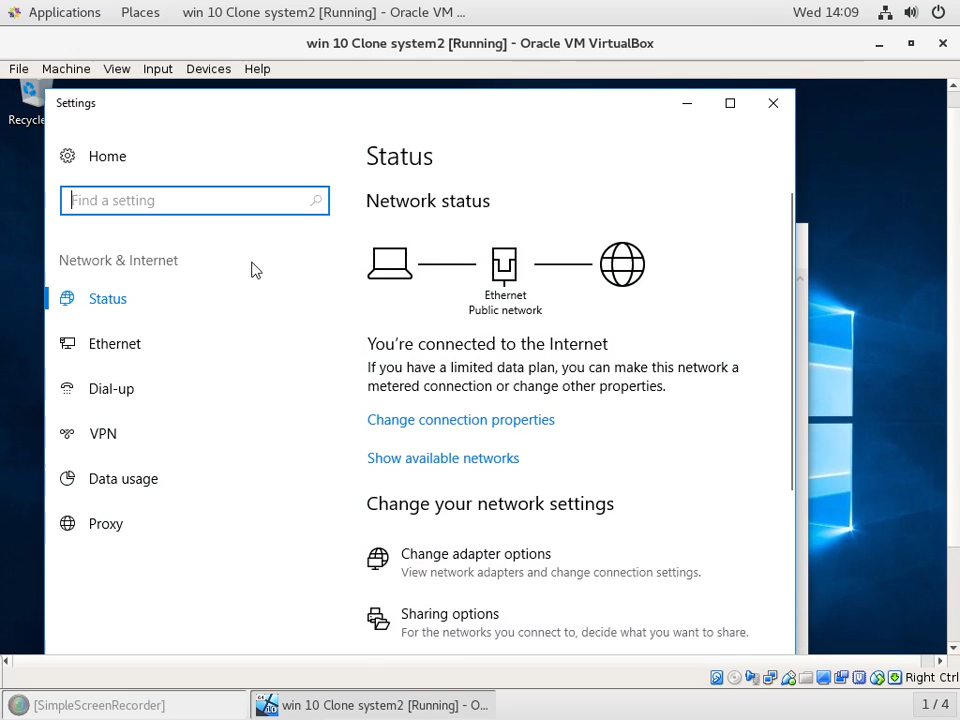 Applications Places win 10 Clone system2 [Running] - Oracle VM ... Wed 14:09
win 10 Clone system2 [Running] - Oracle VM VirtualBox
File Machine View Input Devices Help
Recycle
Settings
Home
Find a setting
Network & Internet
Status
Ethernet
Dial-up
VPN
Data usage
Proxy
Status
Network status
Ethernet
Public network
You're connected to the Internet
If you have a limited data plan, you can make this network a
metered connection or change other properties.
Change connection properties
Show available networks
Change your network settings
Change adapter options
View network adapters and change connection settings.
Sharing options
For the networks you connect to, decide what you want to share.
Right Ctrl
[SimpleScreenRecorder] win 10 Clone system2 [Running] - O... 1 / 4